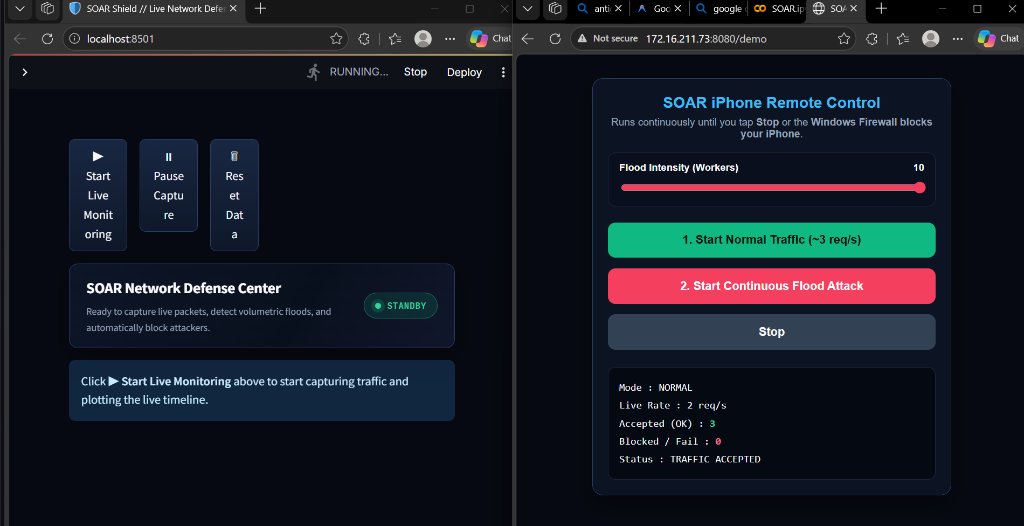 SOAR Shield // Live Network Defe
localhost:8501
Chat
RUNNING...
Stop
Deploy
Start
Live
Monit
oring
Pause
Captu
re
Res
et
Dat
a
SOAR Network Defense Center
Ready to capture live packets, detect volumetric floods, and
automatically block attackers.
STANDBY
Click ▶ Start Live Monitoring above to start capturing traffic and
plotting the live timeline.
anti
Goo
google
SOAR.ip
SO
Not secure
172.16.211.73:8080/demo
Chat
SOAR iPhone Remote Control
Runs continuously until you tap Stop or the Windows Firewall blocks
your iPhone.
Flood Intensity (Workers)
10
1. Start Normal Traffic (~3 req/s)
2. Start Continuous Flood Attack
Stop
Mode : NORMAL
Live Rate : 2 req/s
Accepted (OK) : 3
Blocked / Fail : 0
Status : TRAFFIC ACCEPTED